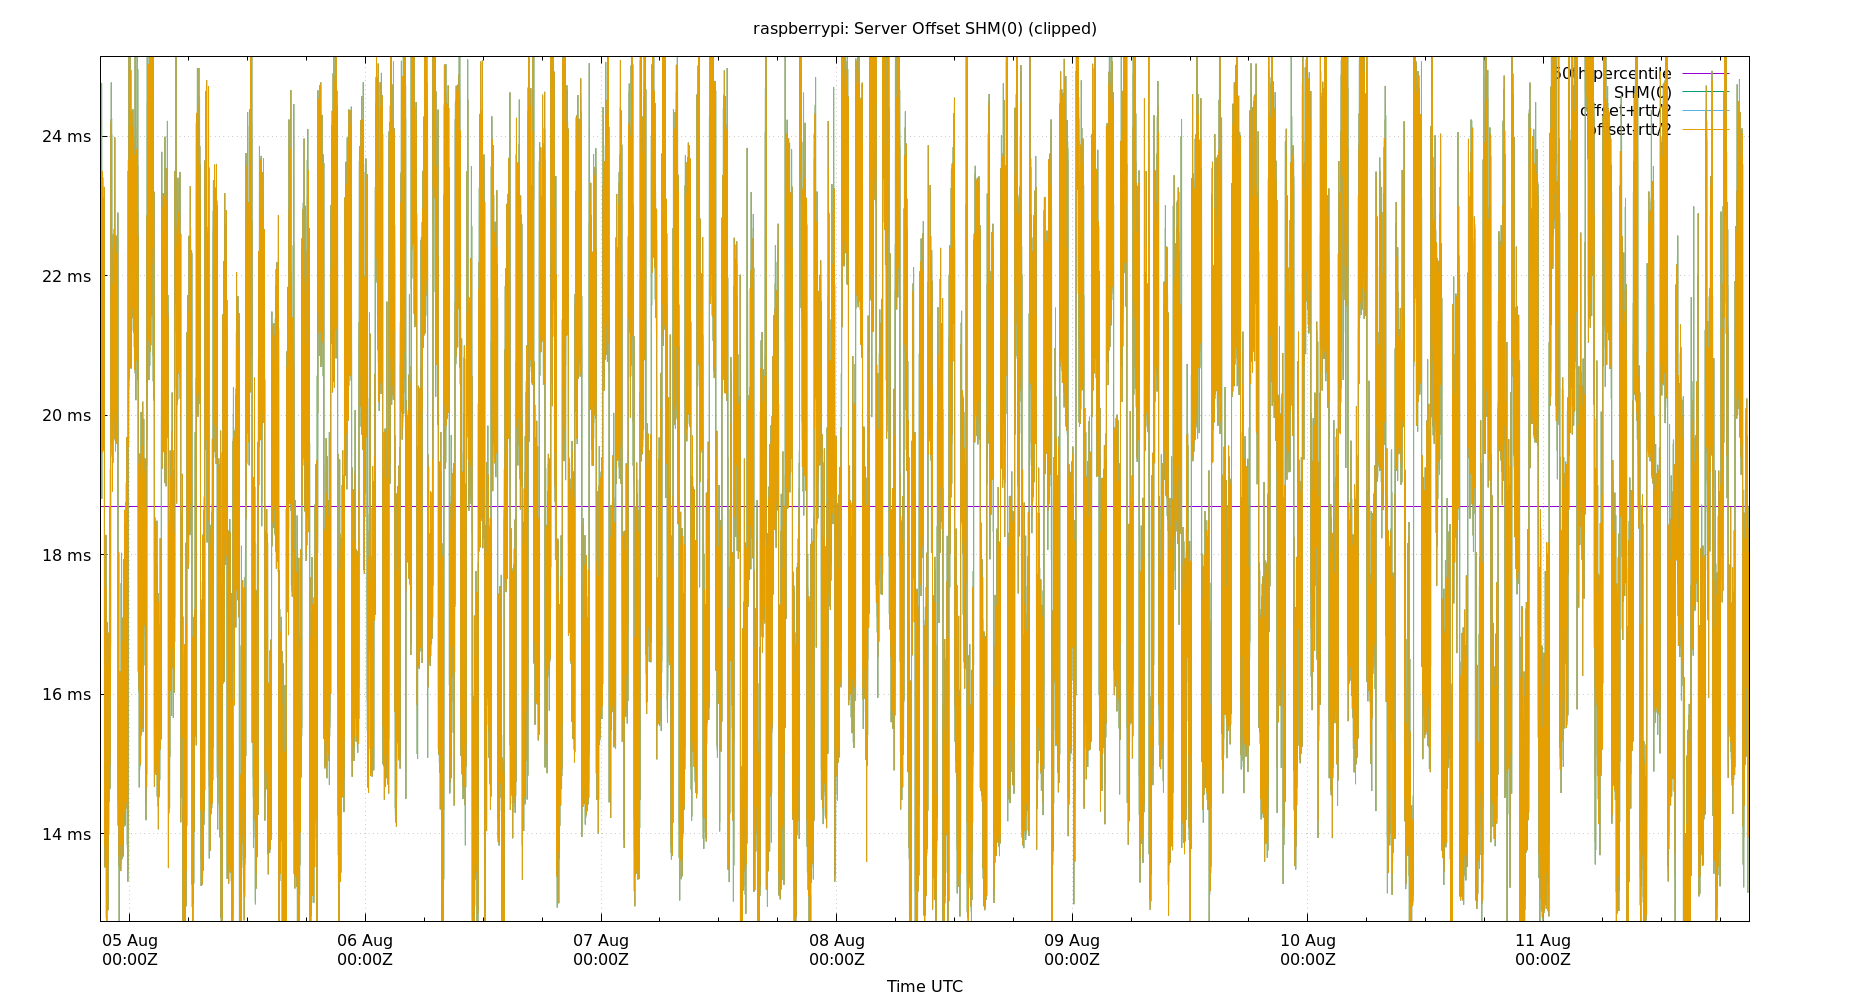 raspberrypi: Server Offset SHM(0) (clipped)
50th percentile
SHM(0)
offset+rtt/2
offset-rtt/2
24 ms
22 ms
20 ms
18 ms
16 ms
14 ms
05 Aug 06 Aug 07 Aug 08 Aug 09 Aug 10 Aug 11 Aug
00:00Z 00:00Z 00:00Z 00:00Z 00:00Z 00:00Z 00:00Z
Time UTC